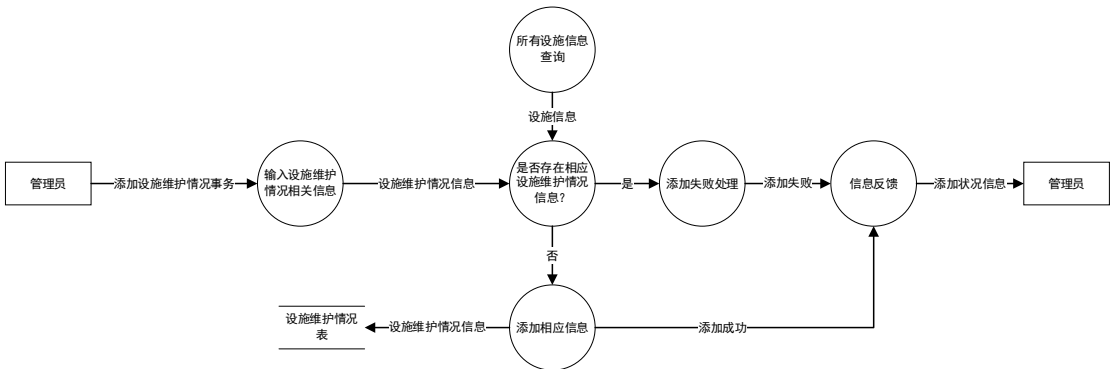 所有设施信息
查询
设施信息
管理员
添加设施维护情况事务
输入设施维护
情况相关信息
设施维护情况信息
是否存在相应
设施维护情况
信息?
是
添加失败处理
添加失败
信息反馈
添加状况信息
管理员
否
设施维护情况
表
设施维护情况信息
添加相应信息
添加成功